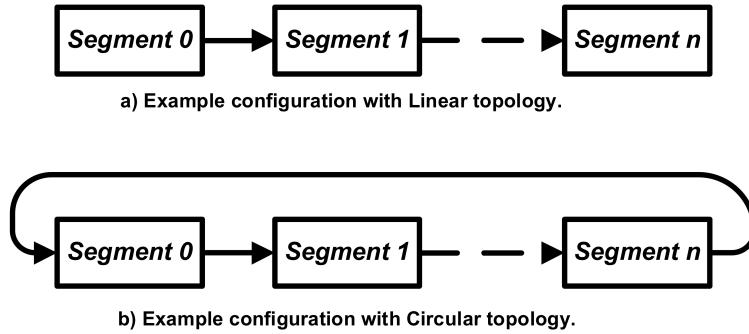 Segment 0 Segment 1 Segment n
a) Example configuration with Linear topology.
Segment 0 Segment 1 Segment n
b) Example configuration with Circular topology.